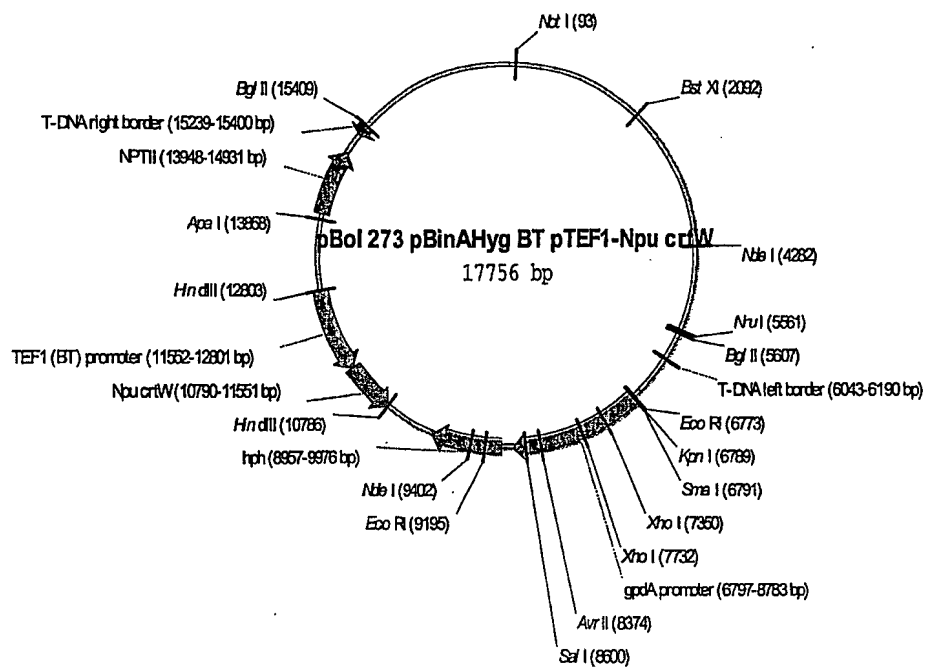 Not I (93)
Bst XI (2092)
Nde I (4282)
Nru I (5561)
Bgl II (5607)
T-DNA left border (6043-6190 bp)
Eco RI (6773)
Kpn I (6789)
Sma I (6791)
Xho I (7350)
Xho I (7732)
gpdA promoter (6797-8783 bp)
Avr II (8374)
Sal I (8600)
Eco RI (9195)
Nde I (9402)
hph (8957-9976 bp)
Hin dIII (10786)
Npu crtW (10790-11551 bp)
TEF1 (BT) promoter (11562-12801 bp)
Hin dIII (12803)
Apa I (13868)
NPTII (13948-14931 bp)
T-DNA right border (15239-15400 bp)
Bgl II (15409)
pBol 273 pBinAHyg BT pTEF1-Npu crtW
17756 bp